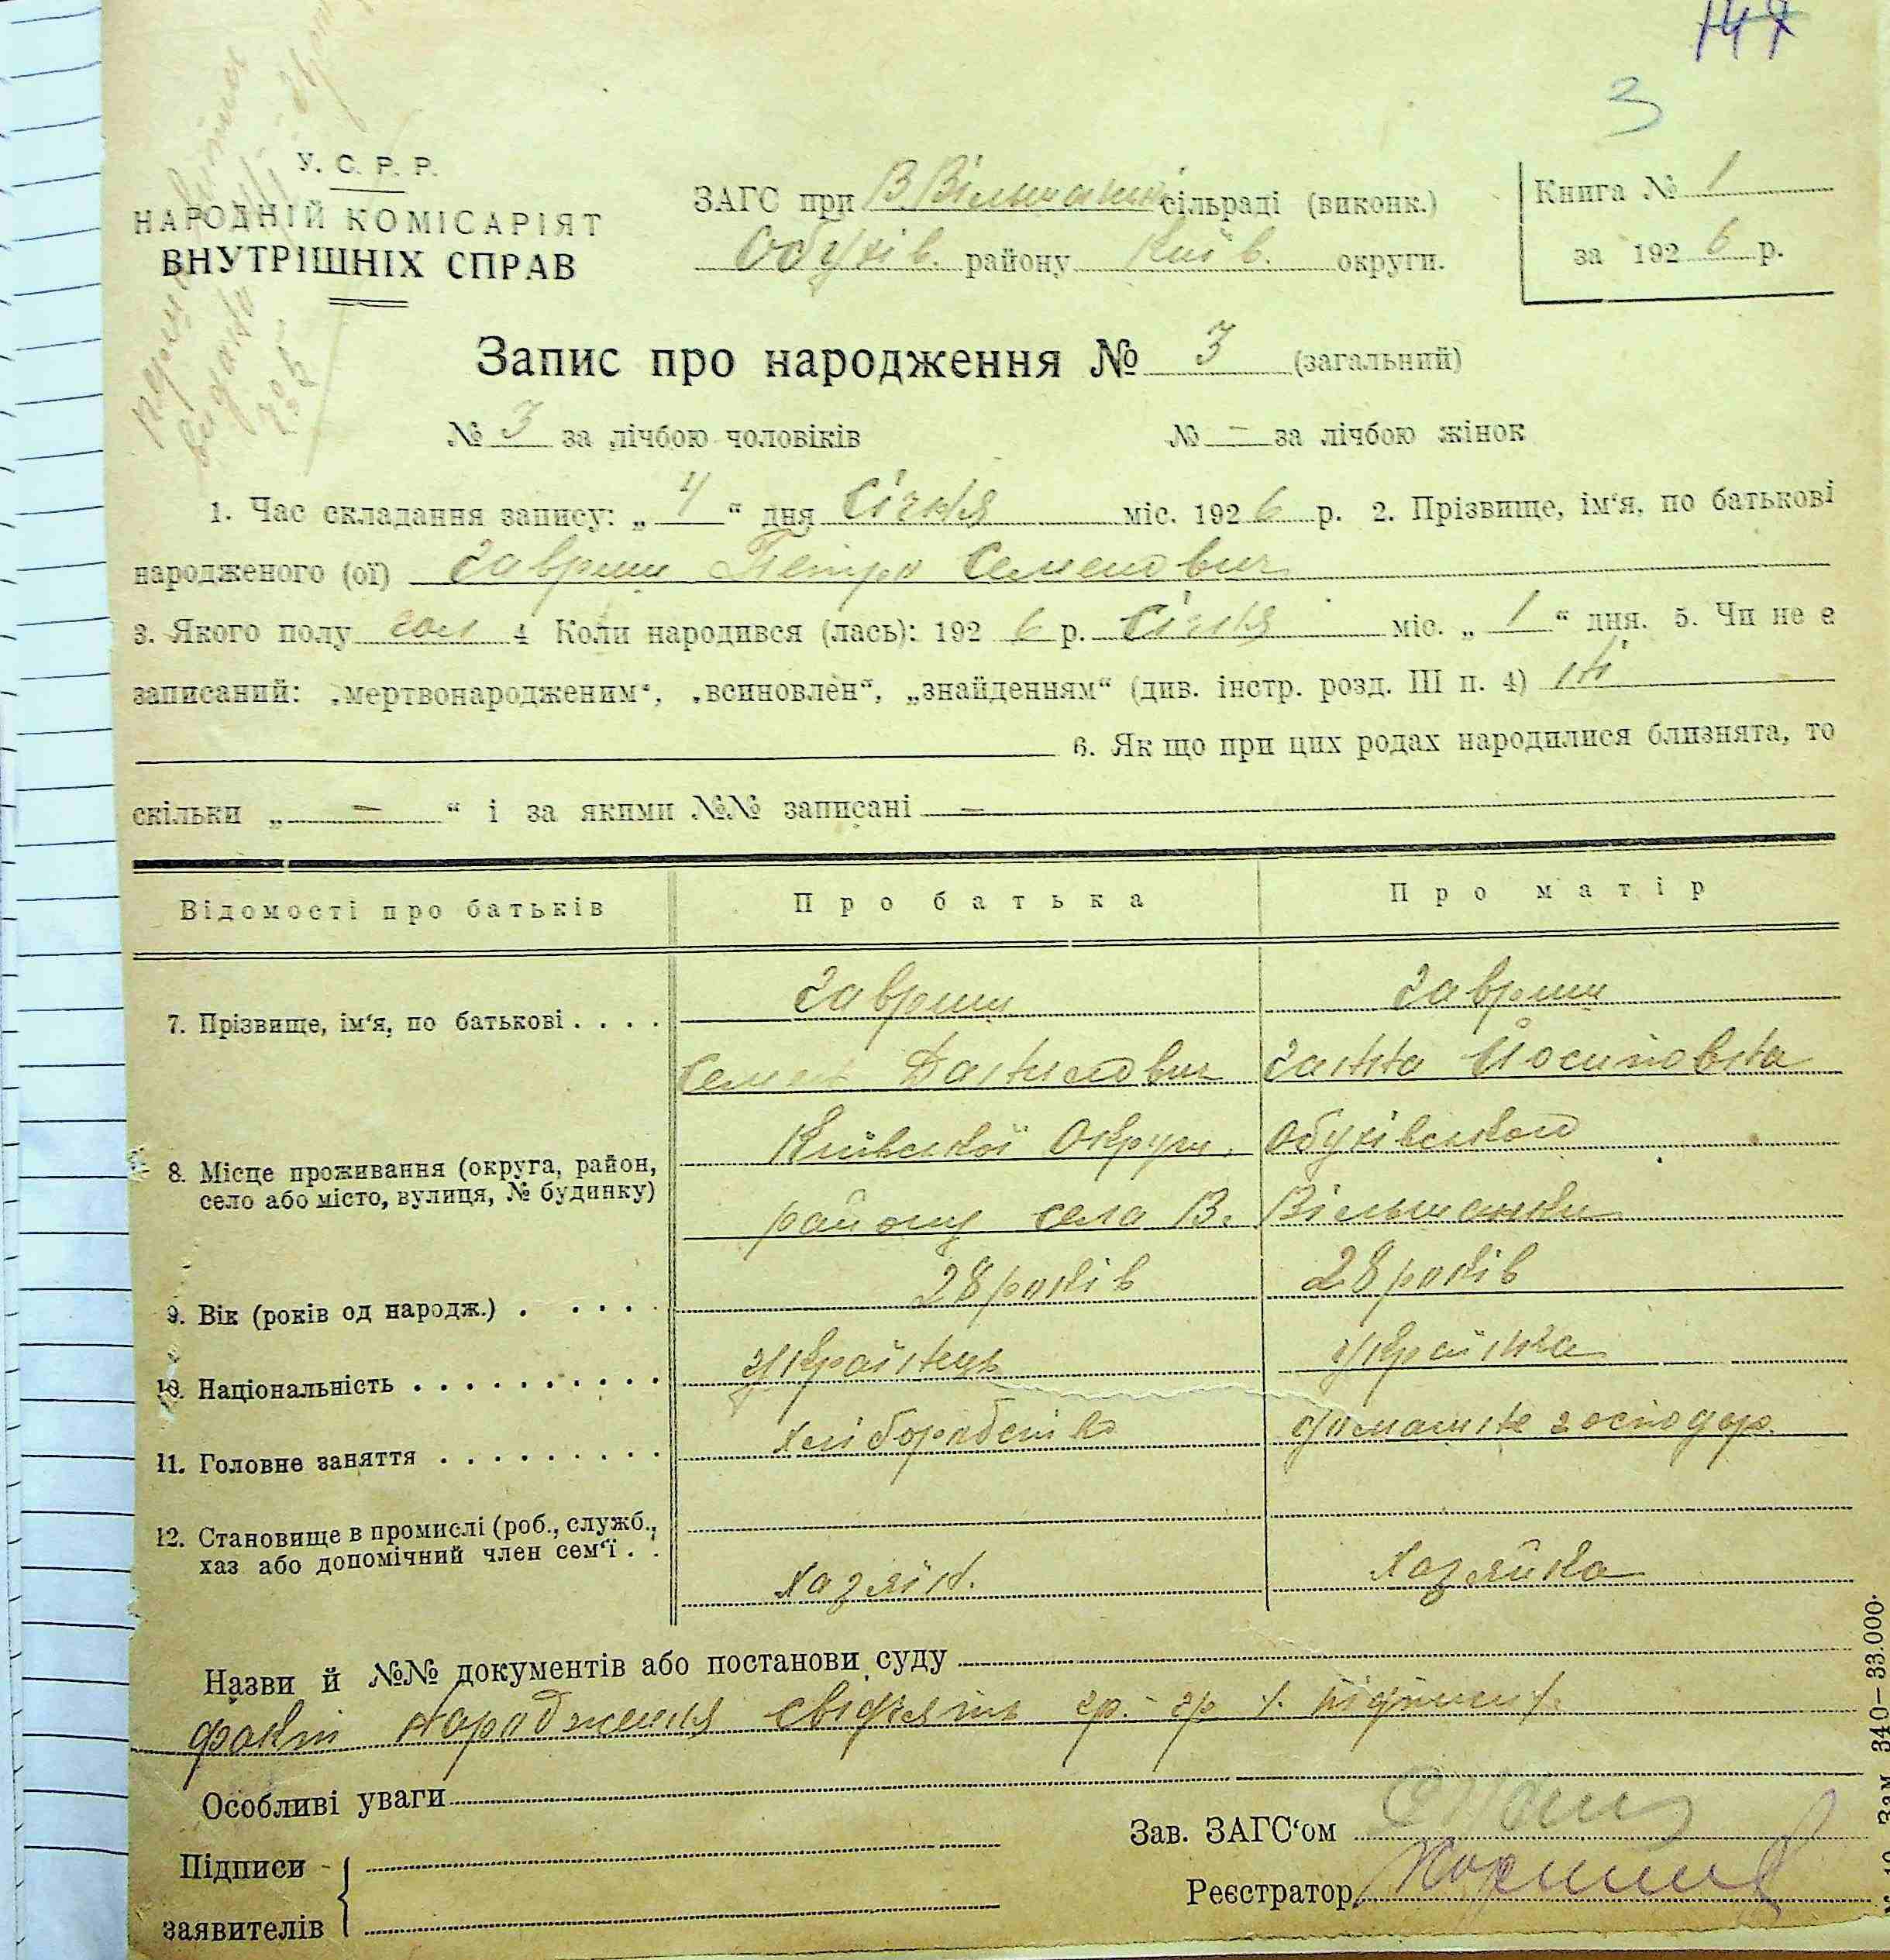 147
3
У. С. Р. Р.
НАРОДНІЙ КОМІСАРІЯТ
ВНУТРІШНІХ СПРАВ
ЗАГС при В Вільшанській сільраді (виконк.)
Обухів. району Київ. округи.
Книга № 1
за 1926 р.
Запис про народження № 3 (загальний)
№ 3 за лічбою чоловіків № – за лічбою жінок
1. Час складання запису: „ 4 “ дня Січня міс. 1926 р. 2. Прізвище, ім'я, по батькові
народженого (ої) Гавриш Петро Семенович
3. Якого полу чол 4 Коли народився (лась): 1926 р. Січня міс. „ 1 “ дня. 5. Чи не є
записаний: „мертвонародженим“, „всиновлен“, „знайденням“ (див. інстр. розд. III п. 4) ні
6. Як що при цих родах народилися близнята, то
скільки „ – “ і за якими №№ записані –
Відомості про батьків Про батька Про матір
7. Прізвище, ім'я, по батькові . . . . Гавриш Гавриш
Семен Данилович Ганна Йосиповна
8. Місце проживання (округа, район, село або місто, вулиця, № будинку) Київської Округи, Обухівського
району села В. Вільшанки
9. Вік (років од народж.) . . . . . 28 років 28 років
10. Національність . . . . . . . . . . Українець Українка
11. Головне заняття . . . . . . . . . хліборобств домашнє господар.
12. Становище в промислі (роб., служб., хаз або допомічний член сем'ї . . хазяїн. хазяйка
Назви й №№ документів або постанови суду
факт народження свідчать гр. гр
Особливі уваги
Зав. ЗАГС'ом
Підписи
заявителів
Реєстратор
Зам 340—33.000.